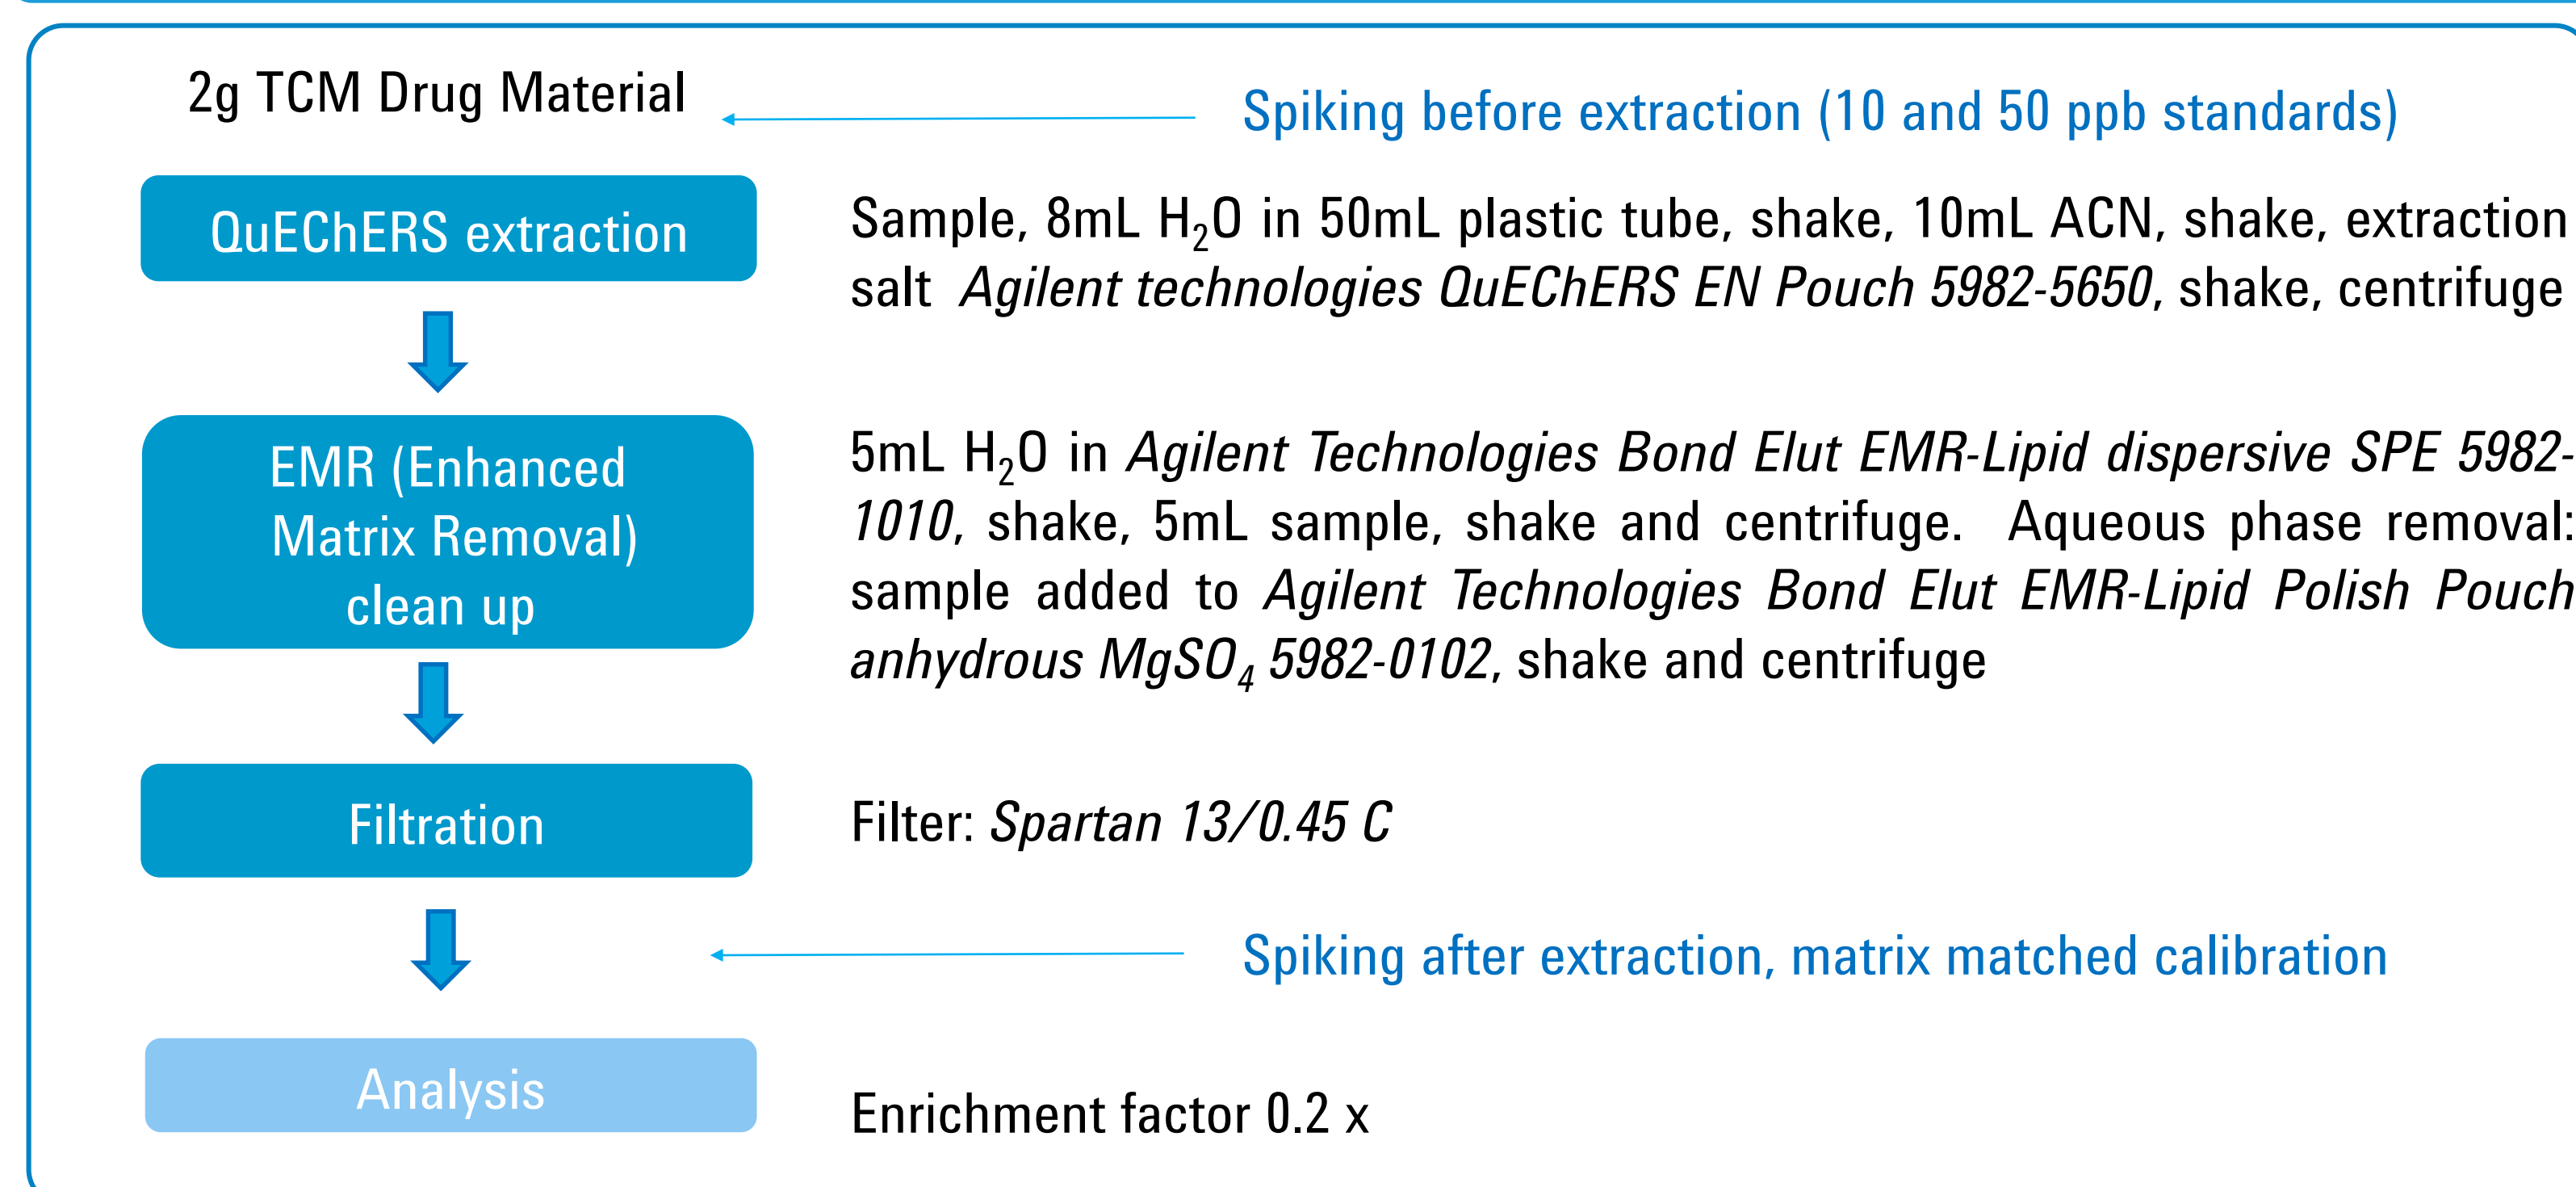 2g TCM Drug Material
Spiking before extraction (10 and 50 ppb standards)
QuEChERS extraction
Sample, 8mL H₂O in 50mL plastic tube, shake, 10mL ACN, shake, extraction
salt Agilent technologies QuEChERS EN Pouch 5982-5650, shake, centrifuge
EMR (Enhanced
Matrix Removal)
clean up
5mL H₂O in Agilent Technologies Bond Elut EMR-Lipid dispersive SPE 5982-
1010, shake, 5mL sample, shake and centrifuge. Aqueous phase removal:
sample added to Agilent Technologies Bond Elut EMR-Lipid Polish Pouch
anhydrous MgSO₄ 5982-0102, shake and centrifuge
Filtration
Filter: Spartan 13/0.45 C
Spiking after extraction, matrix matched calibration
Analysis
Enrichment factor 0.2 x